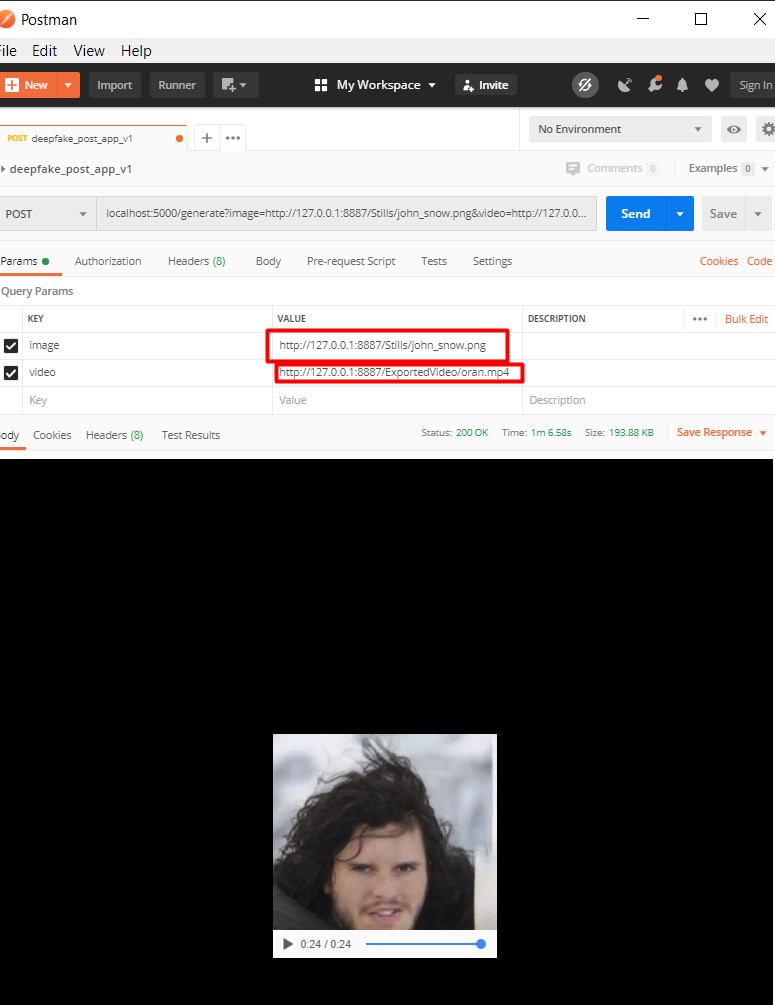 Postman
File Edit View Help
New Import Runner My Workspace Invite Sign In
POST deepfake_post_app_v1 No Environment
deepfake_post_app_v1 Comments 0 Examples 0
POST localhost:5000/generate?image=http://127.0.0.1:8887/Stills/john_snow.png&video=http://127.0.0... Send Save
Params Authorization Headers (8) Body Pre-request Script Tests Settings Cookies Code
Query Params
KEY VALUE DESCRIPTION Bulk Edit
image http://127.0.0.1:8887/Stills/john_snow.png
video http://127.0.0.1:8887/ExportedVideo/oran.mp4
Key Value Description
Body Cookies Headers (8) Test Results Status: 200 OK Time: 1m 6.58s Size: 193.88 KB Save Response
0:24 / 0:24